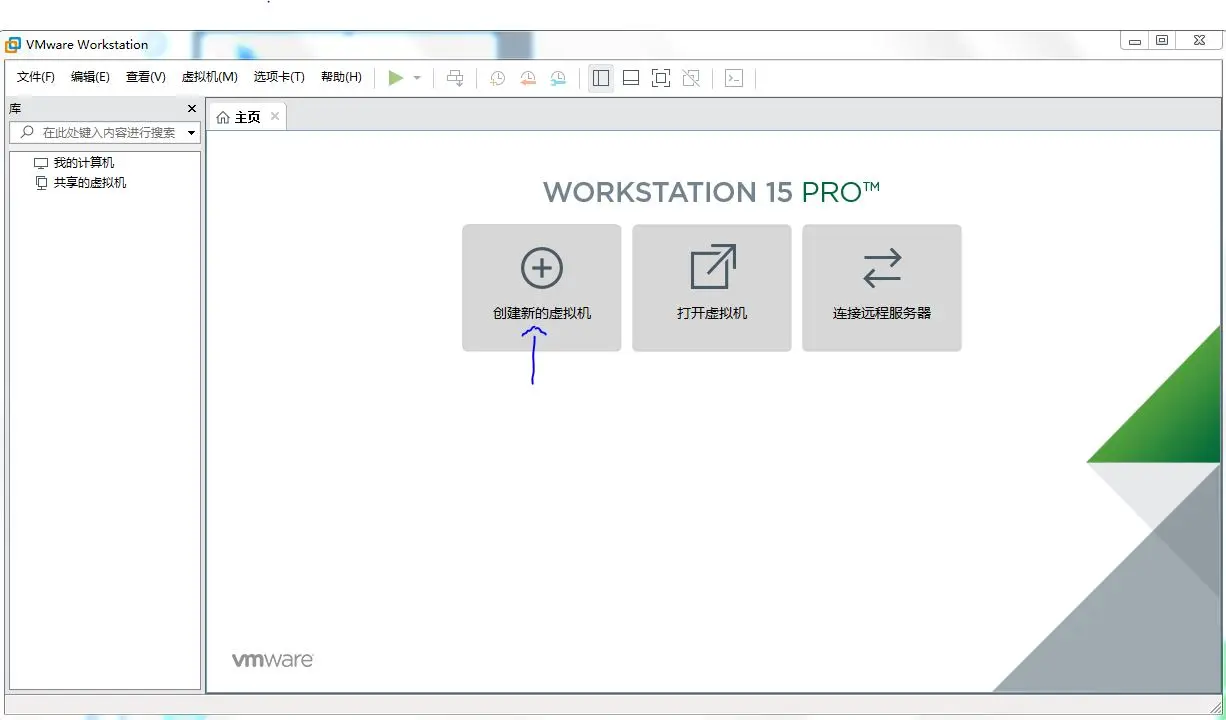 VMware Workstation
文件(F) 编辑(E) 查看(V) 虚拟机(M) 选项卡(T) 帮助(H)
库
在此处键入内容进行搜索
我的计算机
共享的虚拟机
主页
WORKSTATION 15 PRO™
创建新的虚拟机 打开虚拟机 连接远程服务器
vmware